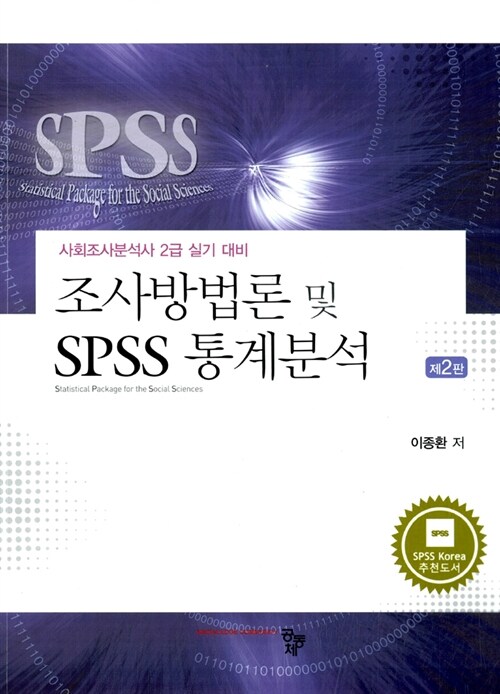 SPSS
Statistical Package for the Social Sciences
사회조사분석사 2급 실기 대비
조사방법론 및
SPSS 통계분석
Statistical Package for the Social Sciences
제2판
이종환 저
SPSS
SPSS Korea
추천도서
공동체